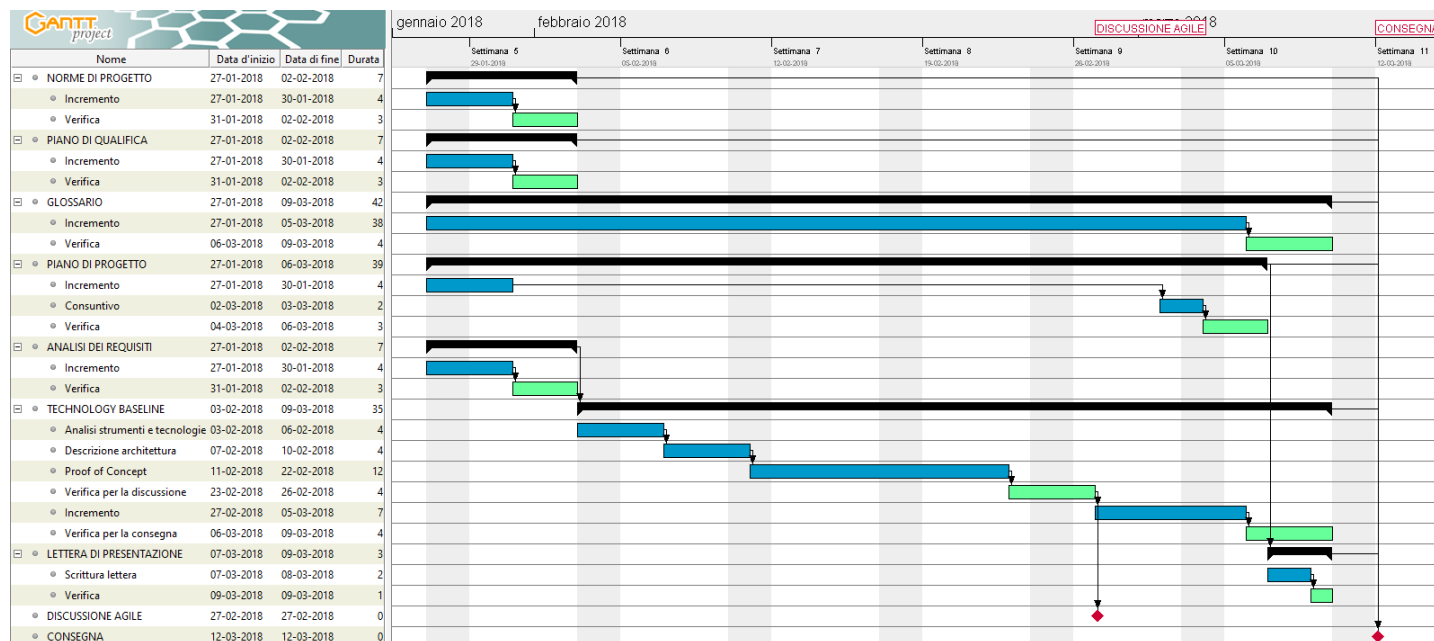 GANTT
project
gennaio 2018
febbraio 2018
8
DISCUSSIONE AGILE
CONSEGNA
Nome Data d'inizio Data di fine Durata
Settimana 5 Settimana 6 Settimana 7 Settimana 8 Settimana 9 Settimana 10 Settimana 11
29-01-2018 05-02-2018 12-02-2018 19-02-2018 26-02-2018 05-03-2018 12-03-2018
NORME DI PROGETTO 27-01-2018 02-02-2018 7
Incremento 27-01-2018 30-01-2018 4
Verifica 31-01-2018 02-02-2018 3
PIANO DI QUALIFICA 27-01-2018 02-02-2018 7
Incremento 27-01-2018 30-01-2018 4
Verifica 31-01-2018 02-02-2018 3
GLOSSARIO 27-01-2018 09-03-2018 42
Incremento 27-01-2018 05-03-2018 38
Verifica 06-03-2018 09-03-2018 4
PIANO DI PROGETTO 27-01-2018 06-03-2018 39
Incremento 27-01-2018 30-01-2018 4
Consuntivo 02-03-2018 03-03-2018 2
Verifica 04-03-2018 06-03-2018 3
ANALISI DEI REQUISITI 27-01-2018 02-02-2018 7
Incremento 27-01-2018 30-01-2018 4
Verifica 31-01-2018 02-02-2018 3
TECHNOLOGY BASELINE 03-02-2018 09-03-2018 35
Analisi strumenti e tecnologie 03-02-2018 06-02-2018 4
Descrizione architettura 07-02-2018 10-02-2018 4
Proof of Concept 11-02-2018 22-02-2018 12
Verifica per la discussione 23-02-2018 26-02-2018 4
Incremento 27-02-2018 05-03-2018 7
Verifica per la consegna 06-03-2018 09-03-2018 4
LETTERA DI PRESENTAZIONE 07-03-2018 09-03-2018 3
Scrittura lettera 07-03-2018 08-03-2018 2
Verifica 09-03-2018 09-03-2018 1
DISCUSSIONE AGILE 27-02-2018 27-02-2018 0
CONSEGNA 12-03-2018 12-03-2018 0